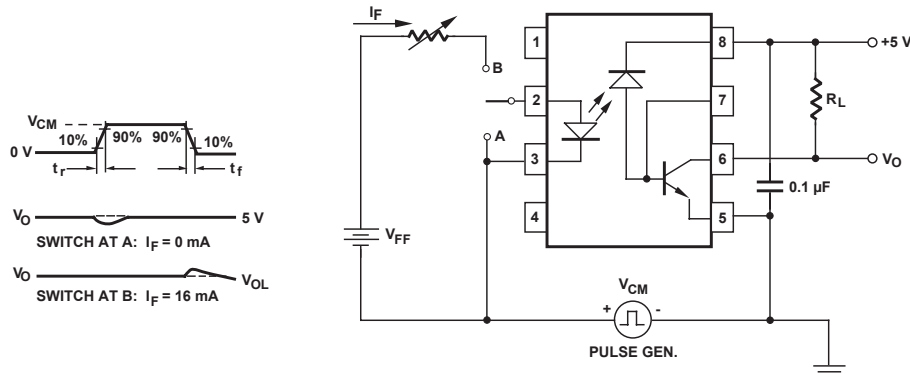 V_CM
0 V
10% 90% 90% 10%
t_r t_f
V_O 5 V
SWITCH AT A: I_F = 0 mA
V_O V_OL
SWITCH AT B: I_F = 16 mA
I_F
B
A
V_FF
1
2
3
4
8
7
6
5
+5 V
R_L
V_O
0.1 µF
V_CM
+ -
PULSE GEN.